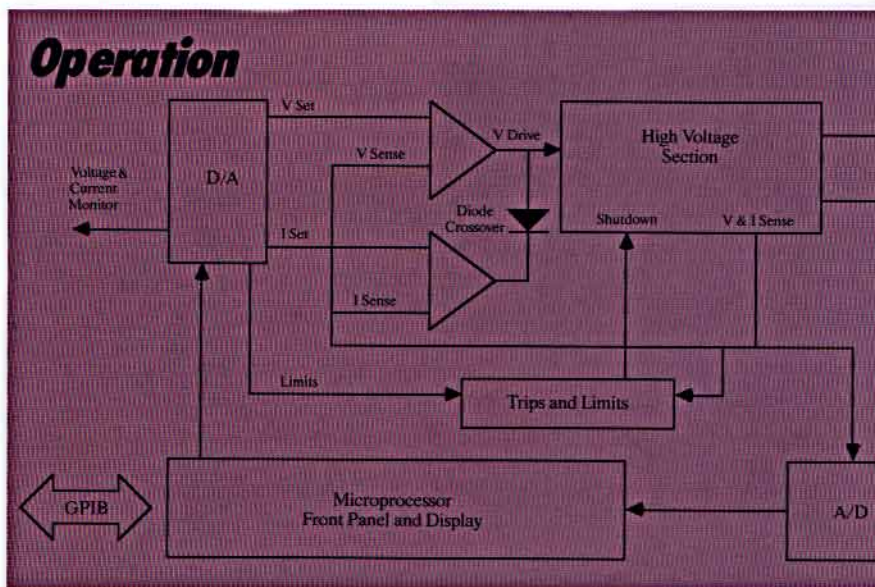 Operation
V Set
V Drive
High Voltage
Section
V Sense
Voltage &
Current
Monitor
D/A
Diode
Crossover
Shutdown
V & I Sense
I Set
I Sense
Limits
Trips and Limits
GPIB
Microprocessor
Front Panel and Display
A/D